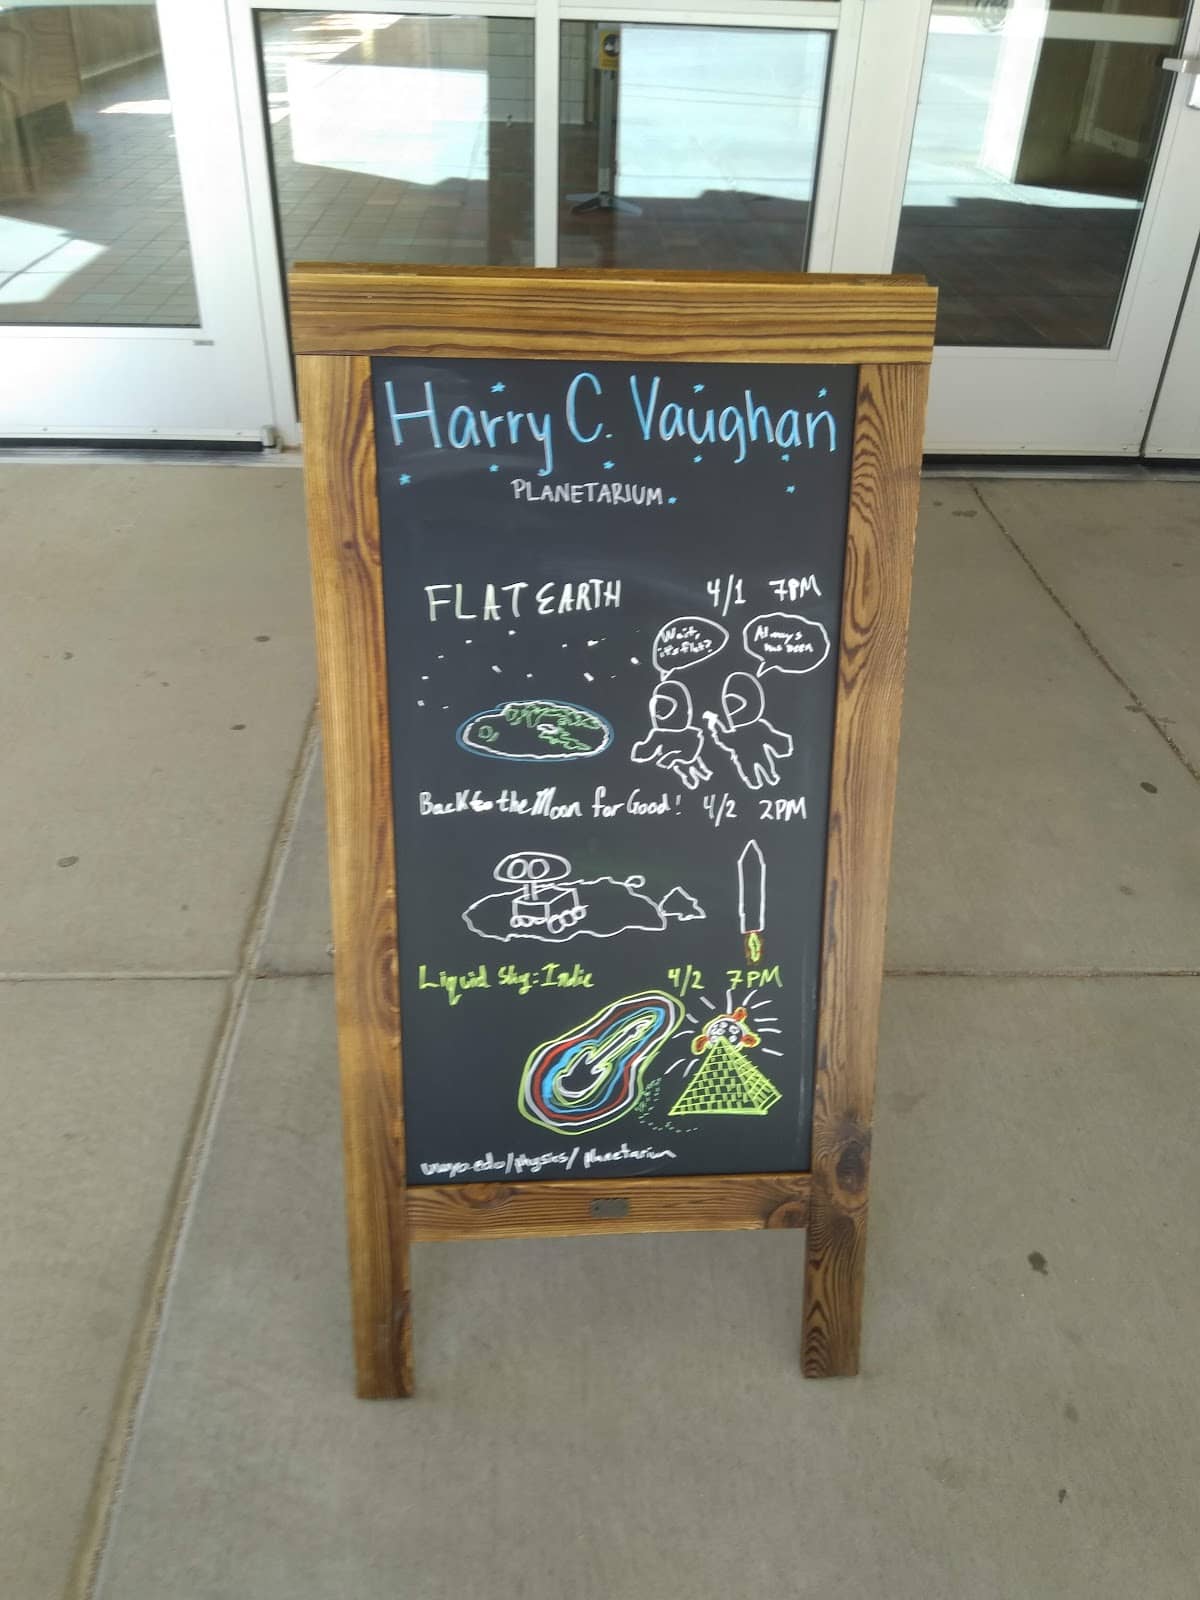 Harry C. Vaughan
PLANETARIUM
FLAT EARTH 4/1 7PM
Wait, it's flat?
Always has been
Back to the Moon for Good! 4/2 2PM
Liquid Sky: Indie 4/2 7PM
uwyo.edu/physics/planetarium